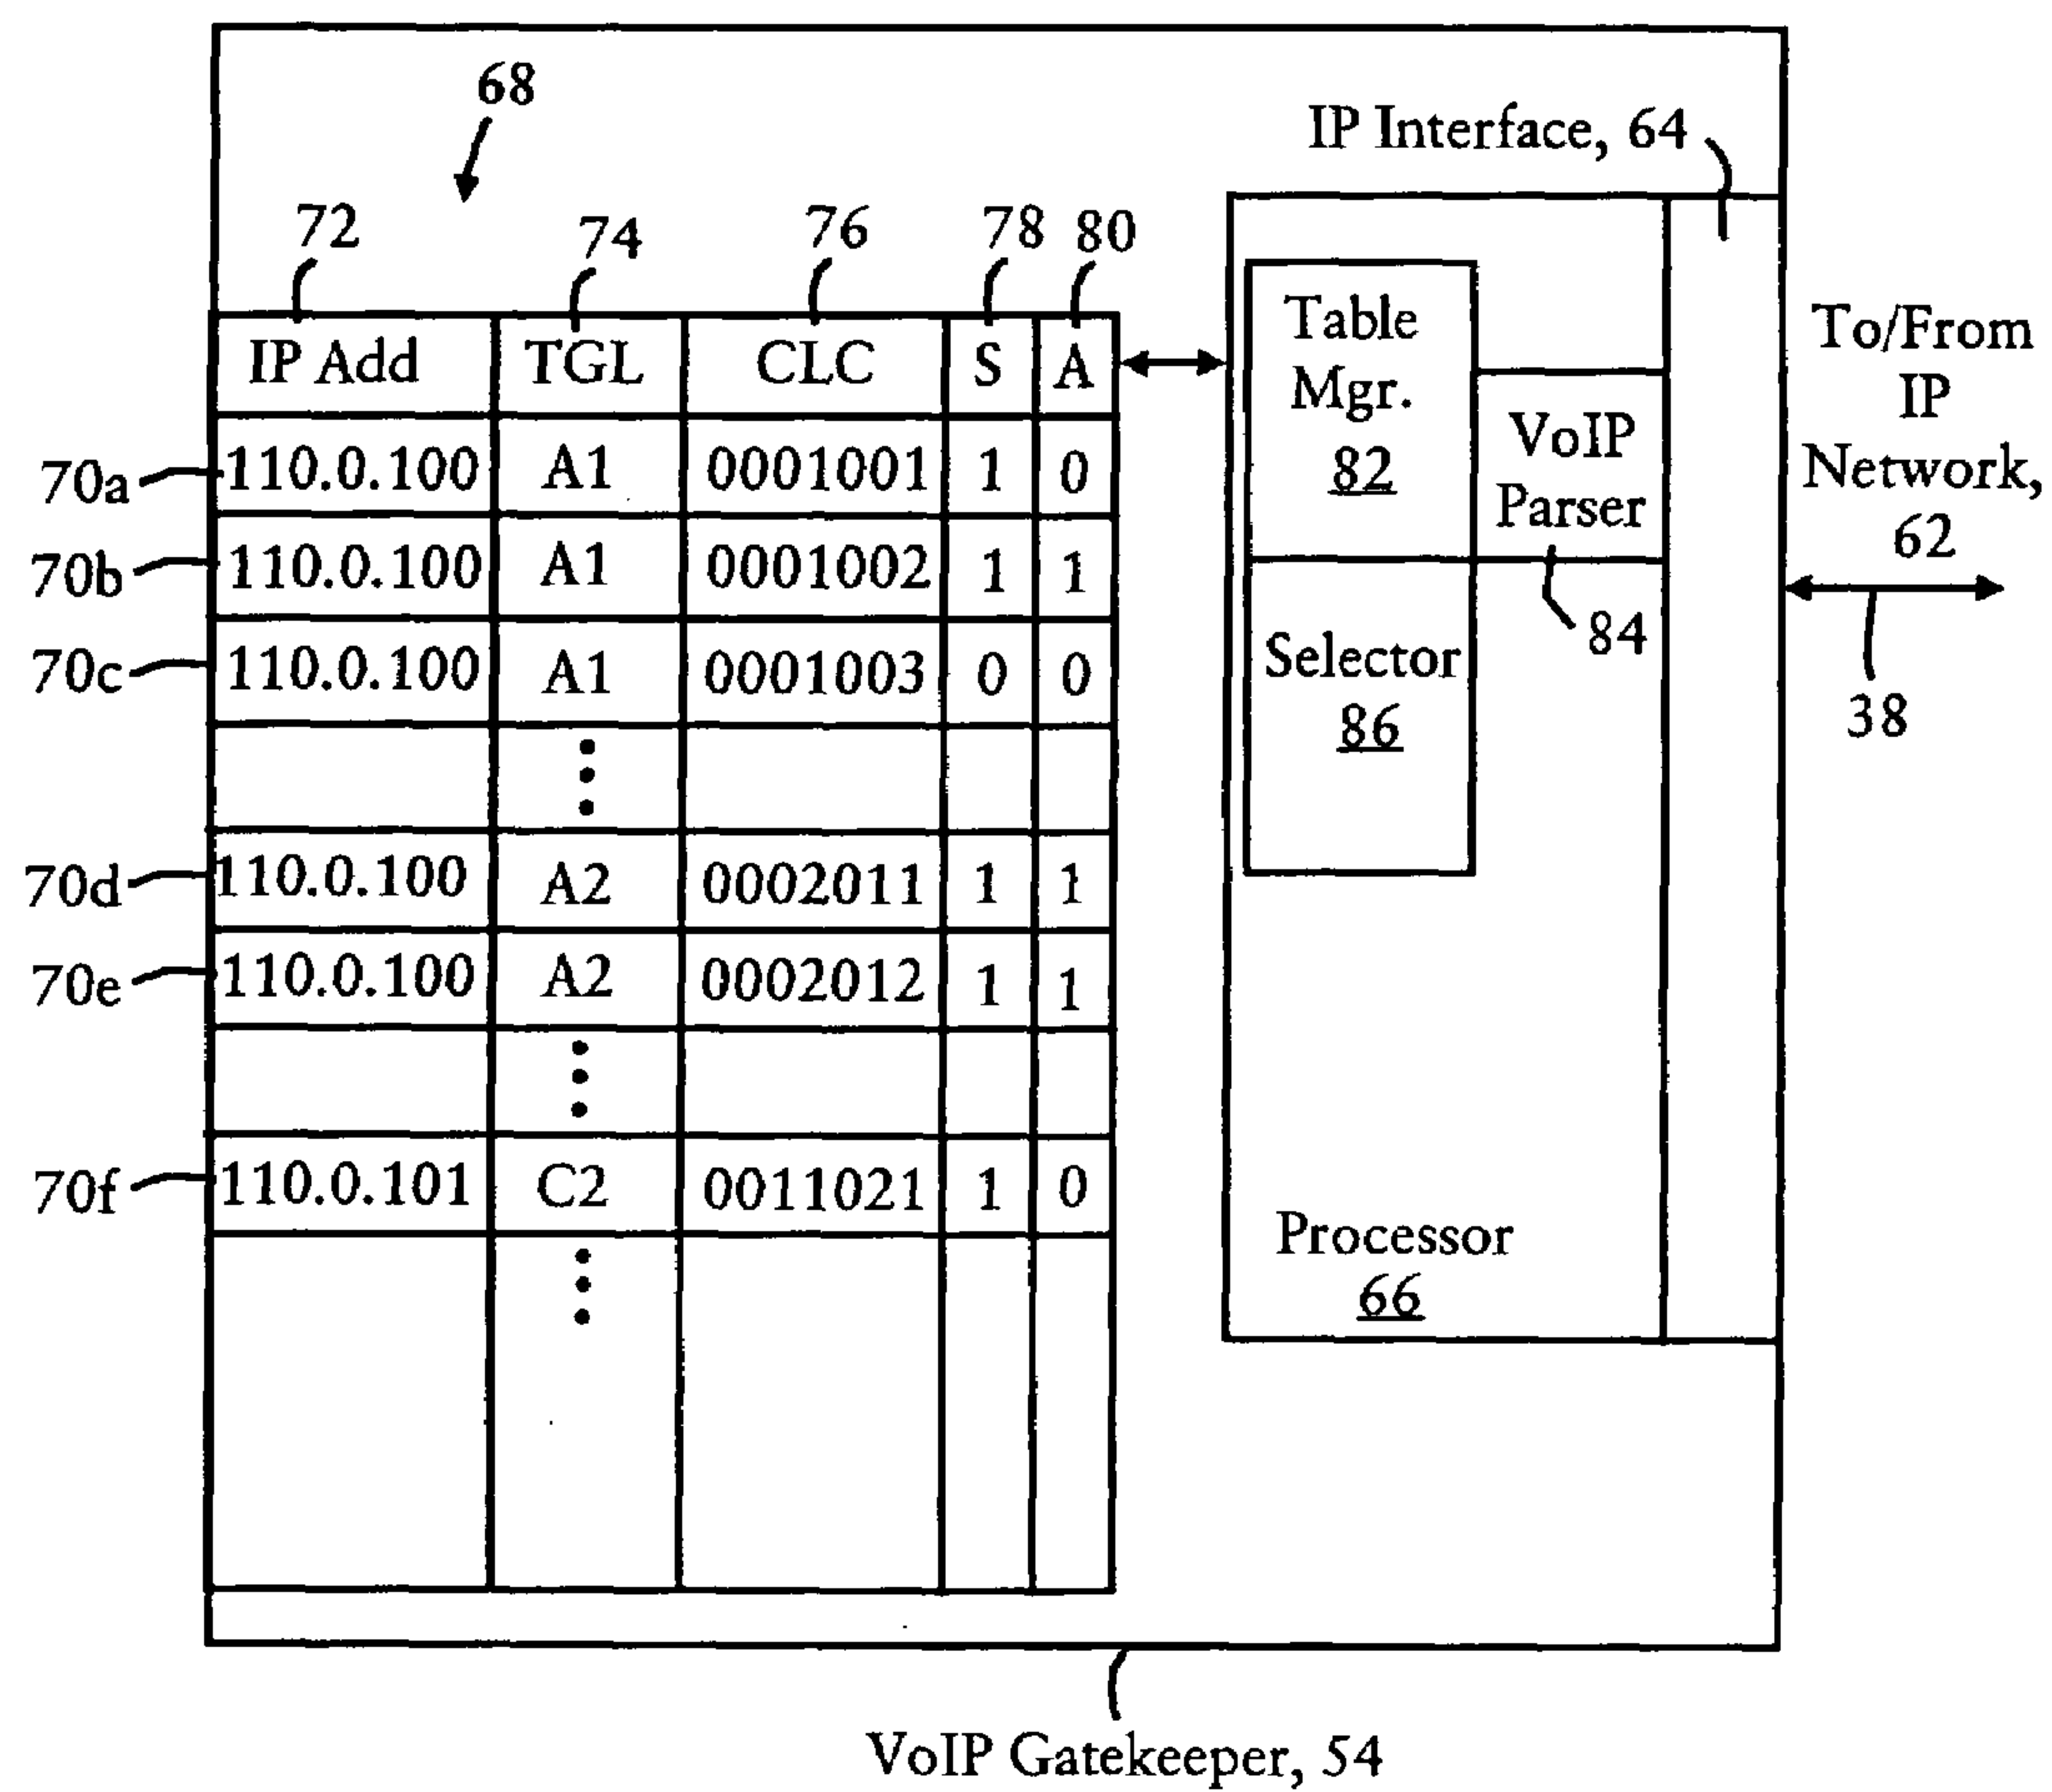 68
IP Interface, 64
72 74 76 78 80
IP Add TGL CLC S A
70a 110.0.100 A1 0001001 1 0
70b 110.0.100 A1 0001002 1 1
70c 110.0.100 A1 0001003 0 0
70d 110.0.100 A2 0002011 1 1
70e 110.0.100 A2 0002012 1 1
70f 110.0.101 C2 0011021 1 0
Table
Mgr.
82
VoIP
Parser
84
Selector
86
Processor
66
To/From
IP
Network,
62
38
VoIP Gatekeeper, 54